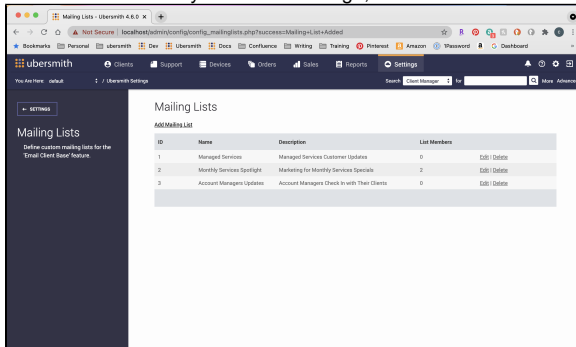 Mailing Lists - Ubersmith 4.6.0
Not Secure | localhost/admin/config/config_mailinglists.php?success=Mailing+List+Added
Bookmarks Personal ubersmith Dev Ubersmith Docs Confluence Writing Training Pinterest Amazon 1Password Dashboard
ubersmith Clients Support Devices Orders Sales Reports Settings
You Are Here: default / Ubersmith Settings Search Client Manager for More Advance
← SETTINGS
Mailing Lists
Define custom mailing lists for the
'Email Client Base' feature.
Mailing Lists
Add Mailing List
ID Name Description List Members
1 Managed Services Managed Services Customer Updates 0 Edit | Delete
2 Monthly Services Spotlight Marketing for Monthly Services Specials 2 Edit | Delete
3 Account Managers Updates Account Managers Check In with Their Clients 0 Edit | Delete